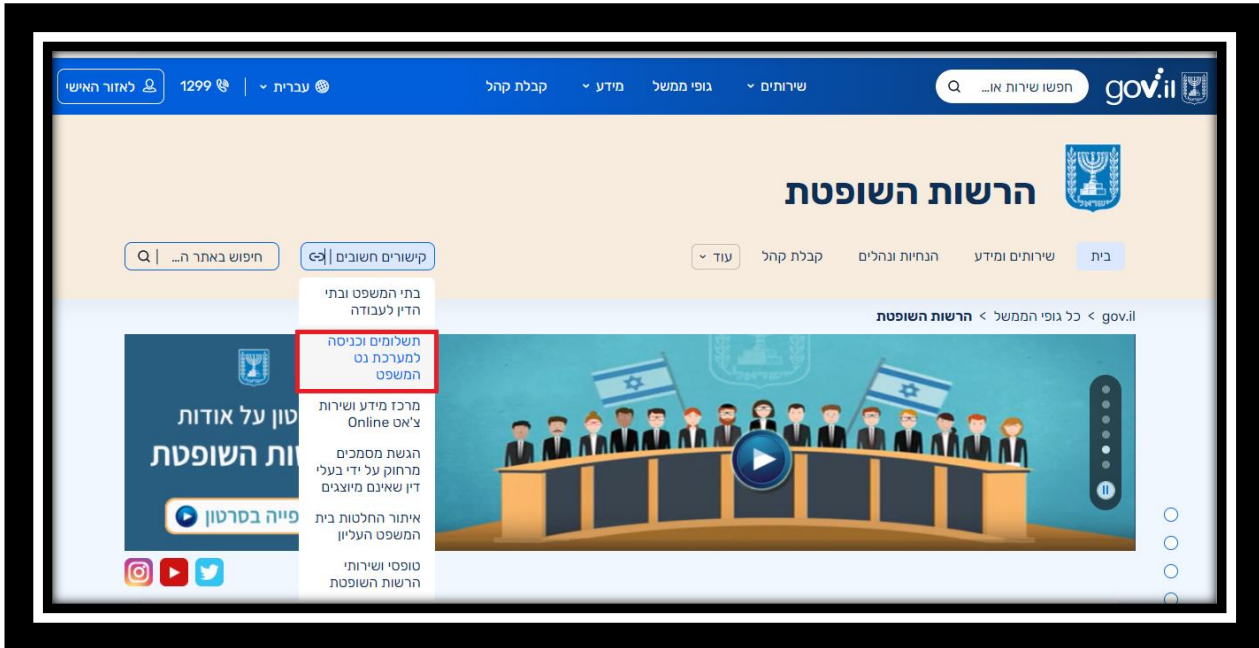 gov.il
חפשו שירות או...
שירותים
גופי ממשל
מידע
קבלת קהל
עברית
1299
לאזור האישי
הרשות השופטת
בית
שירותים ומידע
הנחיות ונהלים
קבלת קהל
עוד
קישורים חשובים
חיפוש באתר ה...
בתי המשפט ובתי
הדין לעבודה
תשלומים וכניסה
למערכת נט
המשפט
מרכז מידע ושירות
צ'אט Online
הגשת מסמכים
מרחוק על ידי בעלי
דין שאינם מיוצגים
איתור החלטות בית
המשפט העליון
טופסי ושירותי
הרשות השופטת
gov.il > כל גופי הממשל > הרשות השופטת
טון על אודות
ות השופטת
פייה בסרטון